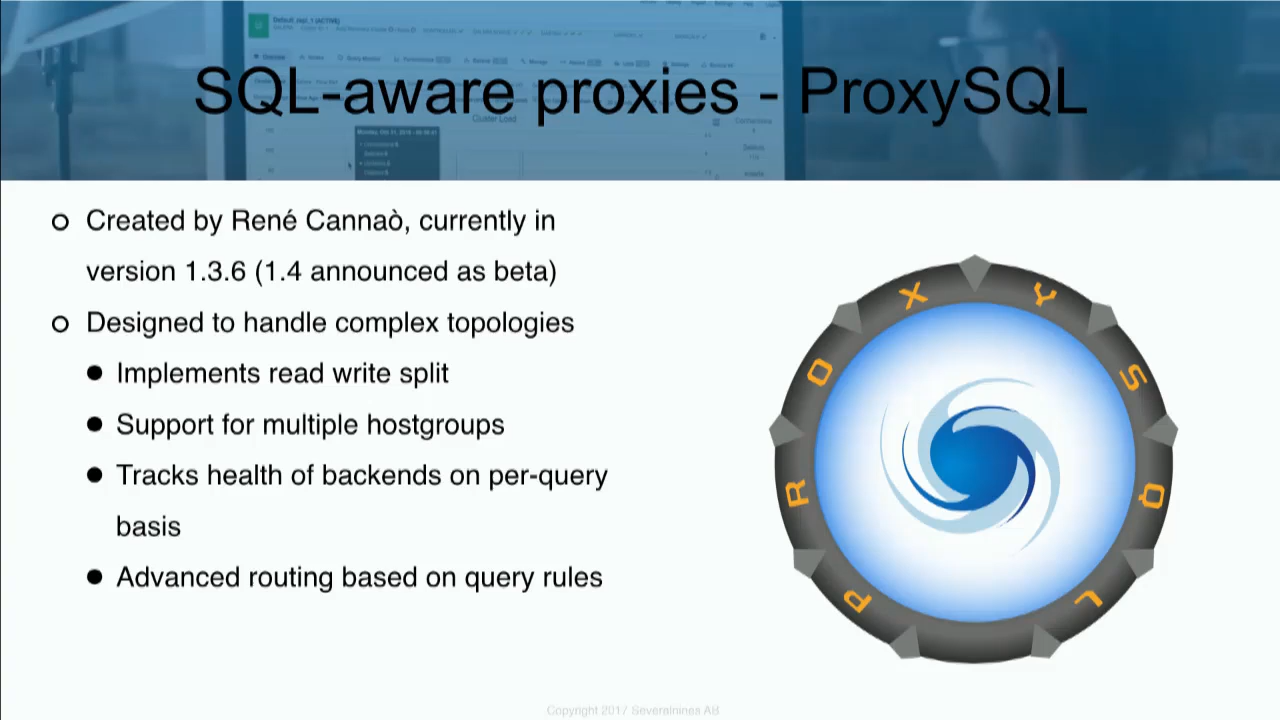 SQL-aware proxies - ProxySQL
Cluster Load
Created by René Cannaò, currently in
version 1.3.6 (1.4 announced as beta)
Designed to handle complex topologies
Implements read write split
Support for multiple hostgroups
Tracks health of backends on per-query
basis
Advanced routing based on query rules
PROXYSQL
Copyright 2017 Severalnines AB